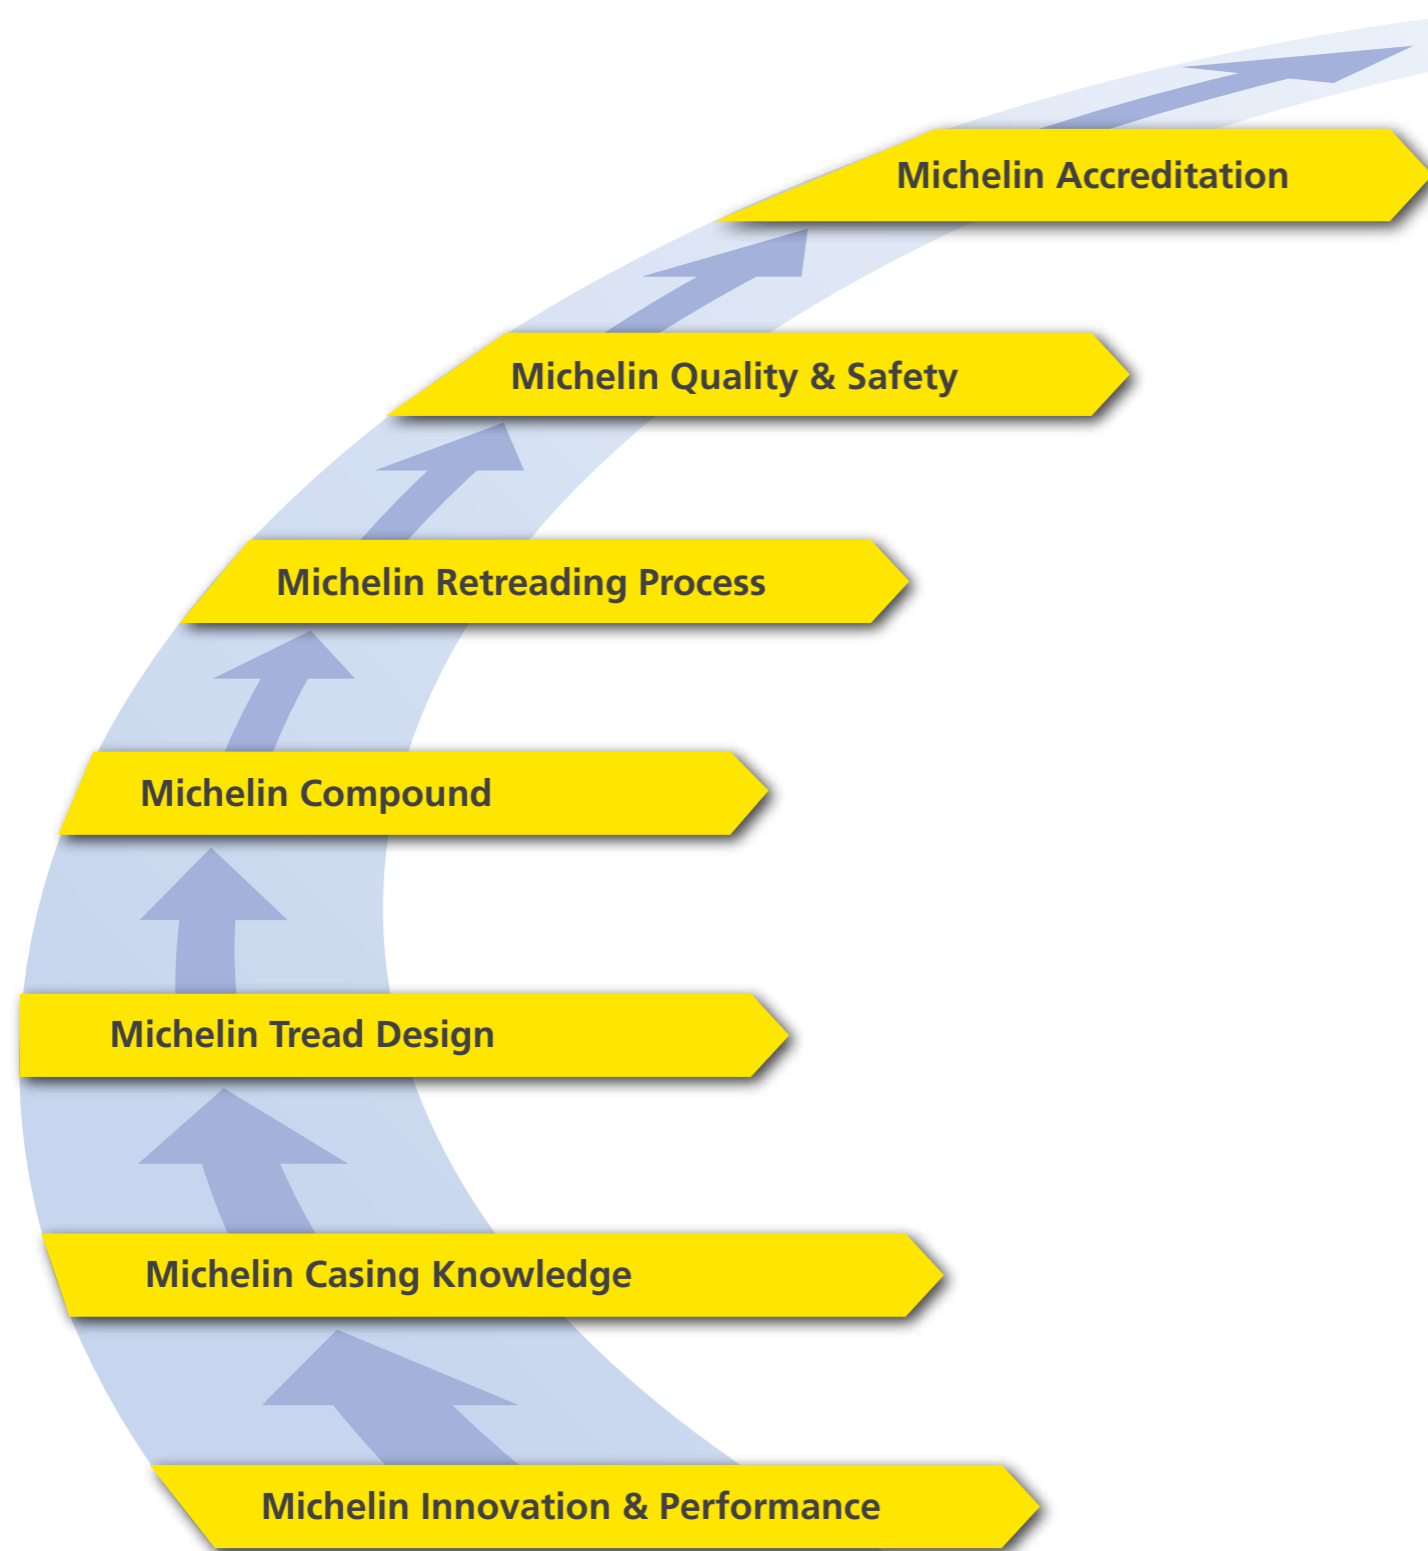 Michelin Accreditation
Michelin Quality & Safety
Michelin Retreading Process
Michelin Compound
Michelin Tread Design
Michelin Casing Knowledge
Michelin Innovation & Performance